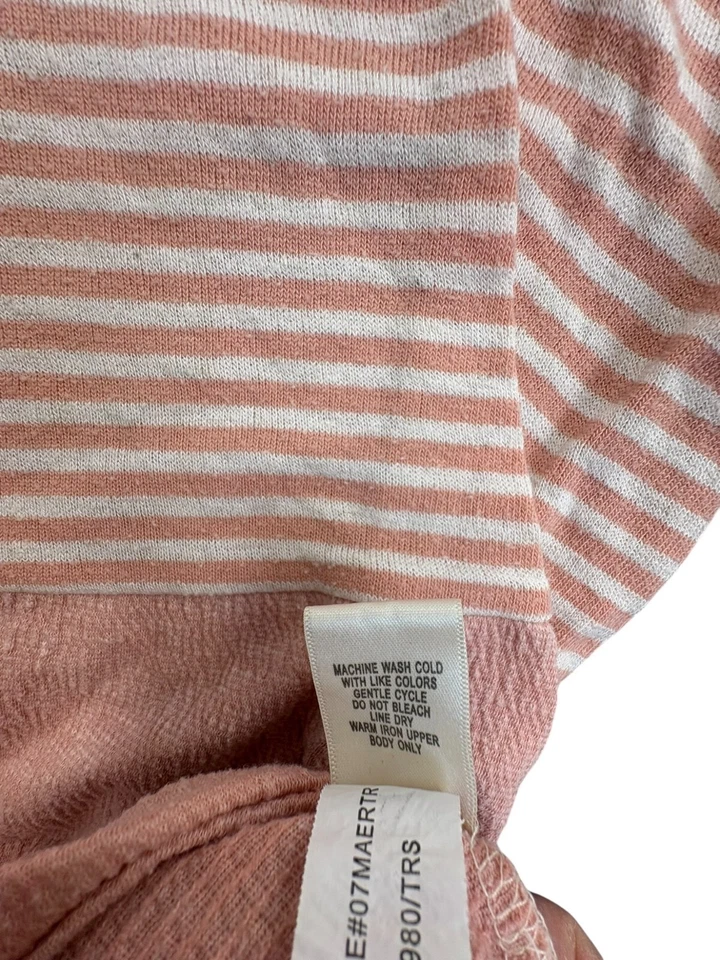 MACHINE WASH COLD
WITH LIKE COLORS
GENTLE CYCLE
DO NOT BLEACH
LINE DRY
WARM IRON UPPER
BODY ONLY
E#07MAERTR
980/TRS